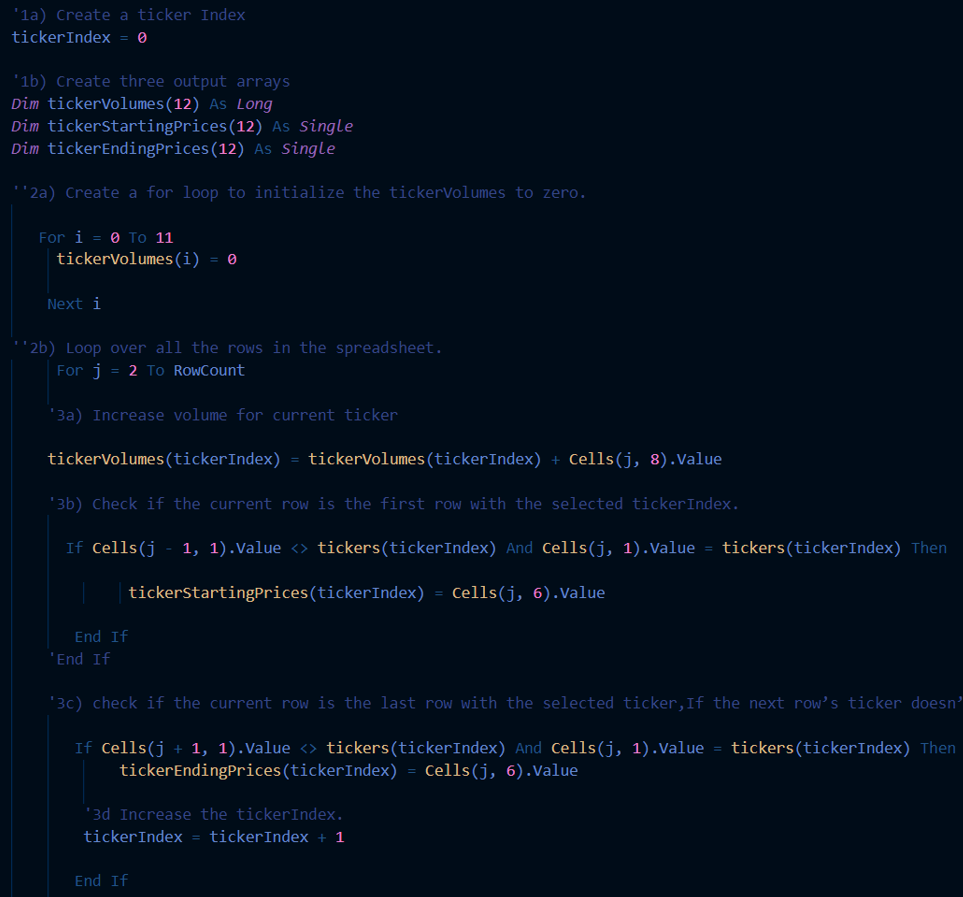 '1a) Create a ticker Index
tickerIndex = 0
'1b) Create three output arrays
Dim tickerVolumes(12) As Long
Dim tickerStartingPrices(12) As Single
Dim tickerEndingPrices(12) As Single
''2a) Create a for loop to initialize the tickerVolumes to zero.
For i = 0 To 11
tickerVolumes(i) = 0
Next i
''2b) Loop over all the rows in the spreadsheet.
For j = 2 To RowCount
'3a) Increase volume for current ticker
tickerVolumes(tickerIndex) = tickerVolumes(tickerIndex) + Cells(j, 8).Value
'3b) Check if the current row is the first row with the selected tickerIndex.
If Cells(j - 1, 1).Value <> tickers(tickerIndex) And Cells(j, 1).Value = tickers(tickerIndex) Then
tickerStartingPrices(tickerIndex) = Cells(j, 6).Value
End If
'End If
'3c) check if the current row is the last row with the selected ticker,If the next row’s ticker doesn’
If Cells(j + 1, 1).Value <> tickers(tickerIndex) And Cells(j, 1).Value = tickers(tickerIndex) Then
tickerEndingPrices(tickerIndex) = Cells(j, 6).Value
'3d Increase the tickerIndex.
tickerIndex = tickerIndex + 1
End If